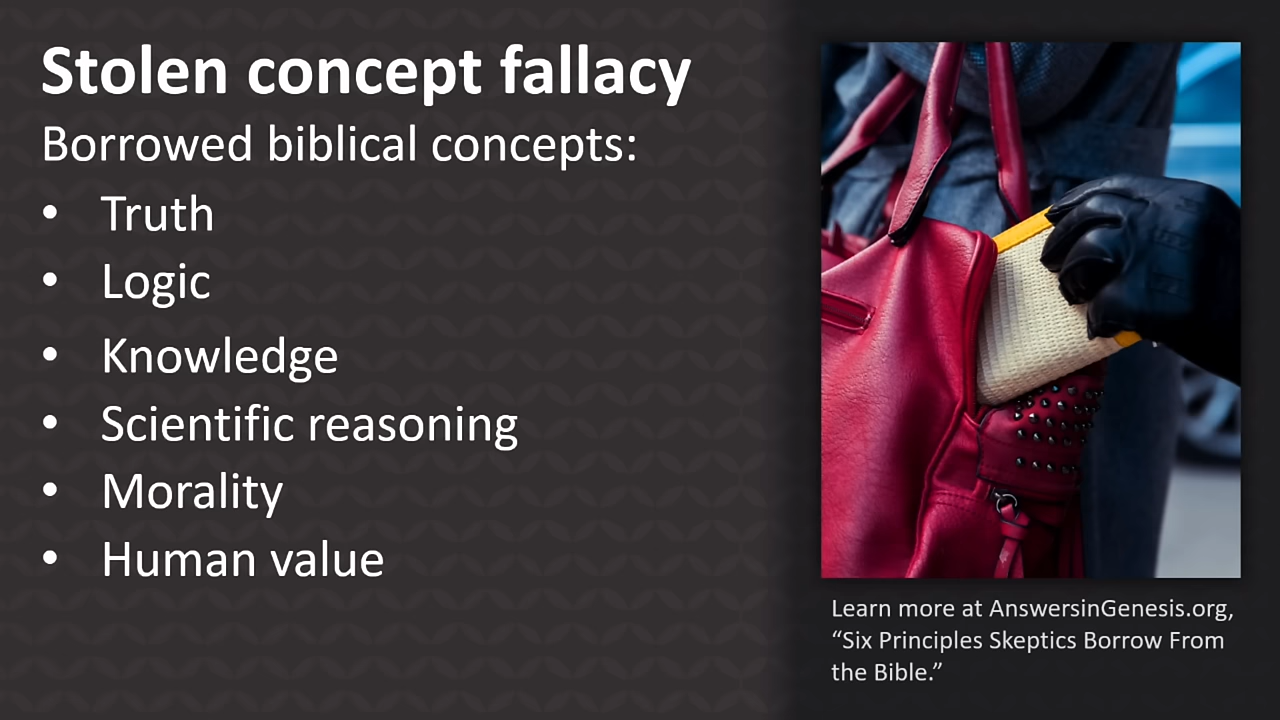 Stolen concept fallacy
Borrowed biblical concepts:
• Truth
• Logic
• Knowledge
• Scientific reasoning
• Morality
• Human value
Learn more at AnswersinGenesis.org,
“Six Principles Skeptics Borrow From
the Bible.”